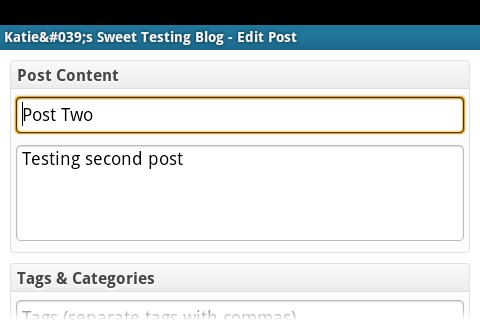 Katie&#039;s Sweet Testing Blog - Edit Post
Post Content
Post Two
Testing second post
Tags & Categories
Tags (separate tags with commas)